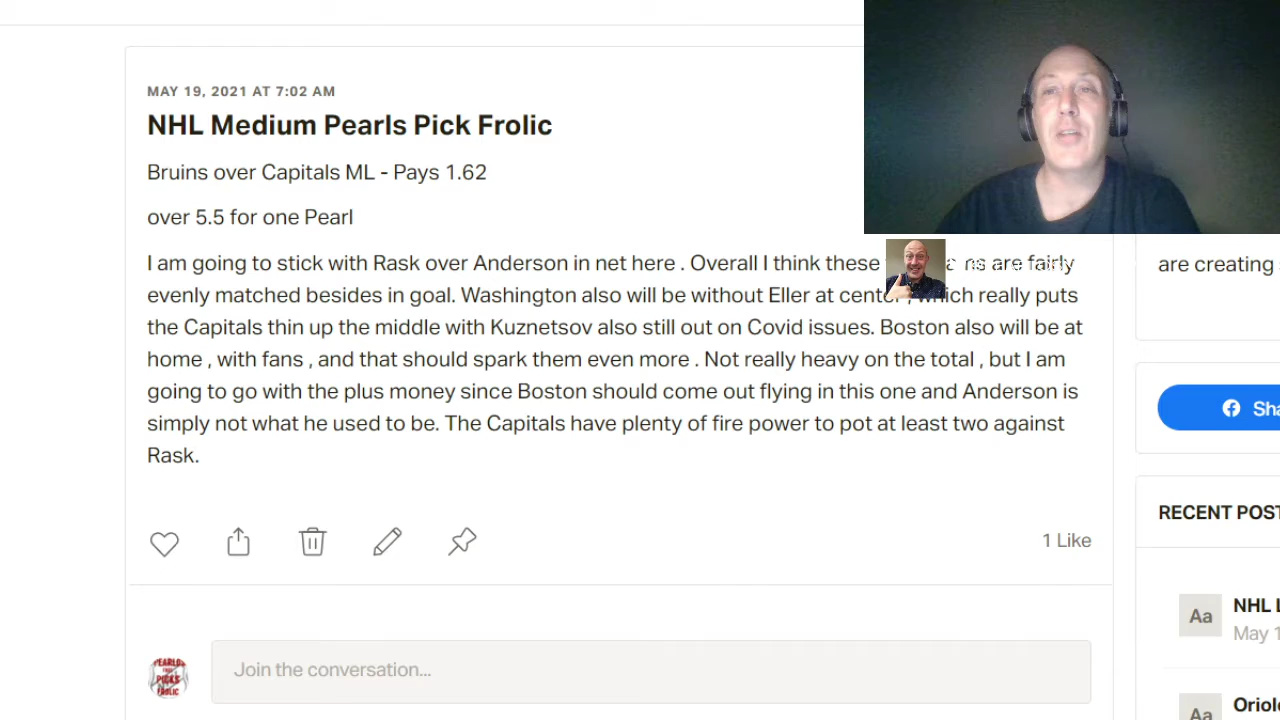 MAY 19, 2021 AT 7:02 AM
NHL Medium Pearls Pick Frolic
Bruins over Capitals ML - Pays 1.62
over 5.5 for one Pearl
I am going to stick with Rask over Anderson in net here . Overall I think these are fairly
evenly matched besides in goal. Washington also will be without Eller at center , which really puts
the Capitals thin up the middle with Kuznetsov also still out on Covid issues. Boston also will be at
home , with fans , and that should spark them even more . Not really heavy on the total , but I am
going to go with the plus money since Boston should come out flying in this one and Anderson is
simply not what he used to be. The Capitals have plenty of fire power to pot at least two against
Rask.
1 Like
Join the conversation...
PEARLS
PICKS
FROLIC
are creating
Sha
RECENT POST
Aa
NHL L
May 1
Aa
Oriole